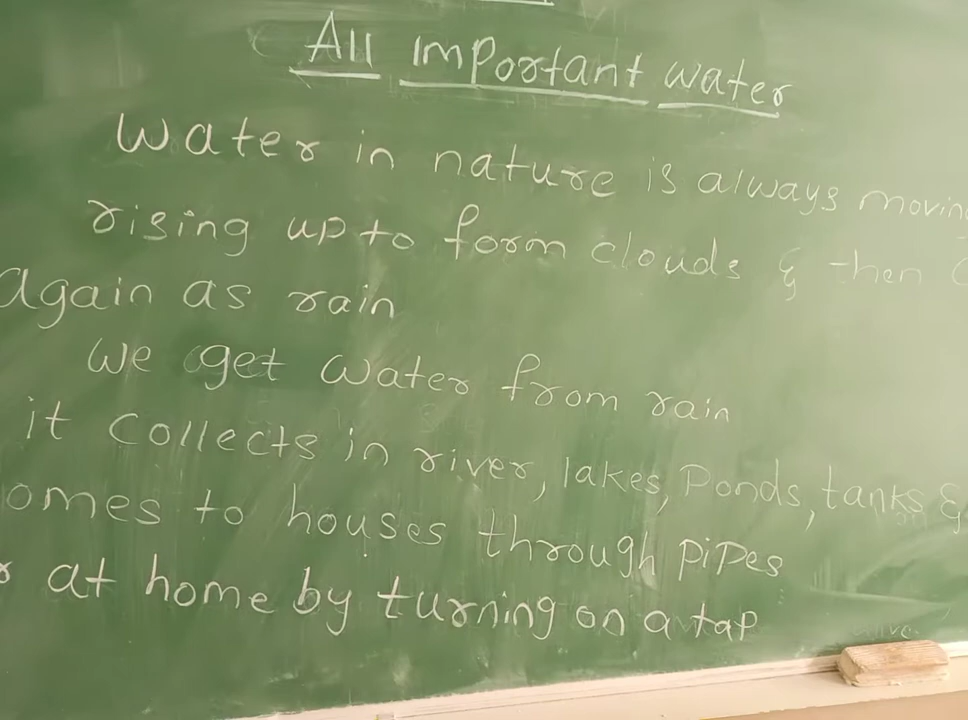 All important water
Water in nature is always movin
rising up to form clouds & then
Again as rain
we get water from rain
it collects in river, lakes, Ponds, tanks &
omes to houses through pipes
at home by turning on a tap